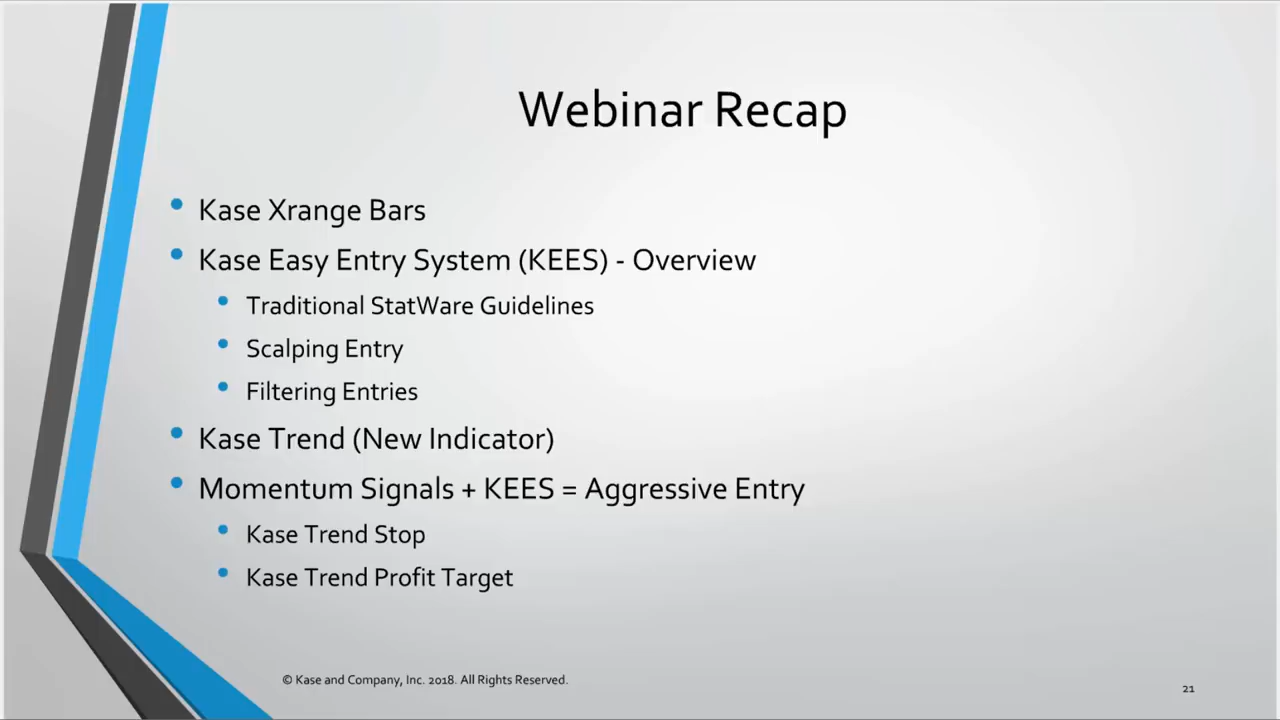 Webinar Recap
• Kase Xrange Bars
• Kase Easy Entry System (KEES) - Overview
• Traditional StatWare Guidelines
• Scalping Entry
• Filtering Entries
• Kase Trend (New Indicator)
• Momentum Signals + KEES = Aggressive Entry
• Kase Trend Stop
• Kase Trend Profit Target
© Kase and Company, Inc. 2018. All Rights Reserved.
21